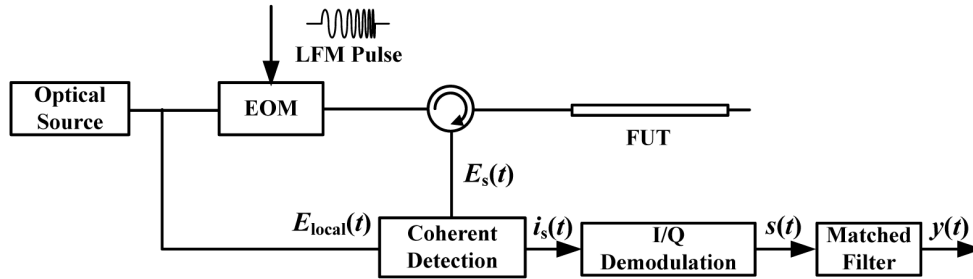 LFM Pulse
Optical
Source
EOM
FUT
Es(t)
Elocal(t)
Coherent
Detection
is(t)
I/Q
Demodulation
s(t)
Matched
Filter
y(t)